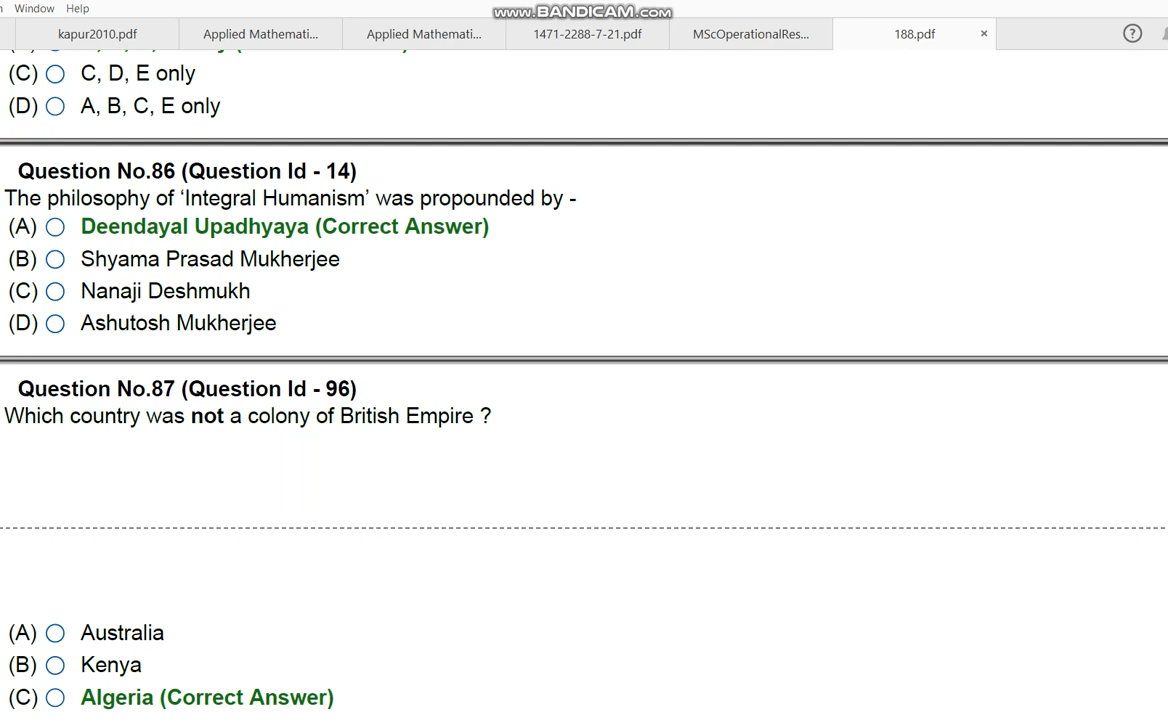 Window Help
www.BANDICAM.com
kapur2010.pdf Applied Mathemati... Applied Mathemati... 1471-2288-7-21.pdf MScOperationalRes... 188.pdf × ?
(C) C, D, E only
(D) A, B, C, E only
Question No.86 (Question Id - 14)
The philosophy of ‘Integral Humanism’ was propounded by -
(A) Deendayal Upadhyaya (Correct Answer)
(B) Shyama Prasad Mukherjee
(C) Nanaji Deshmukh
(D) Ashutosh Mukherjee
Question No.87 (Question Id - 96)
Which country was not a colony of British Empire ?
(A) Australia
(B) Kenya
(C) Algeria (Correct Answer)